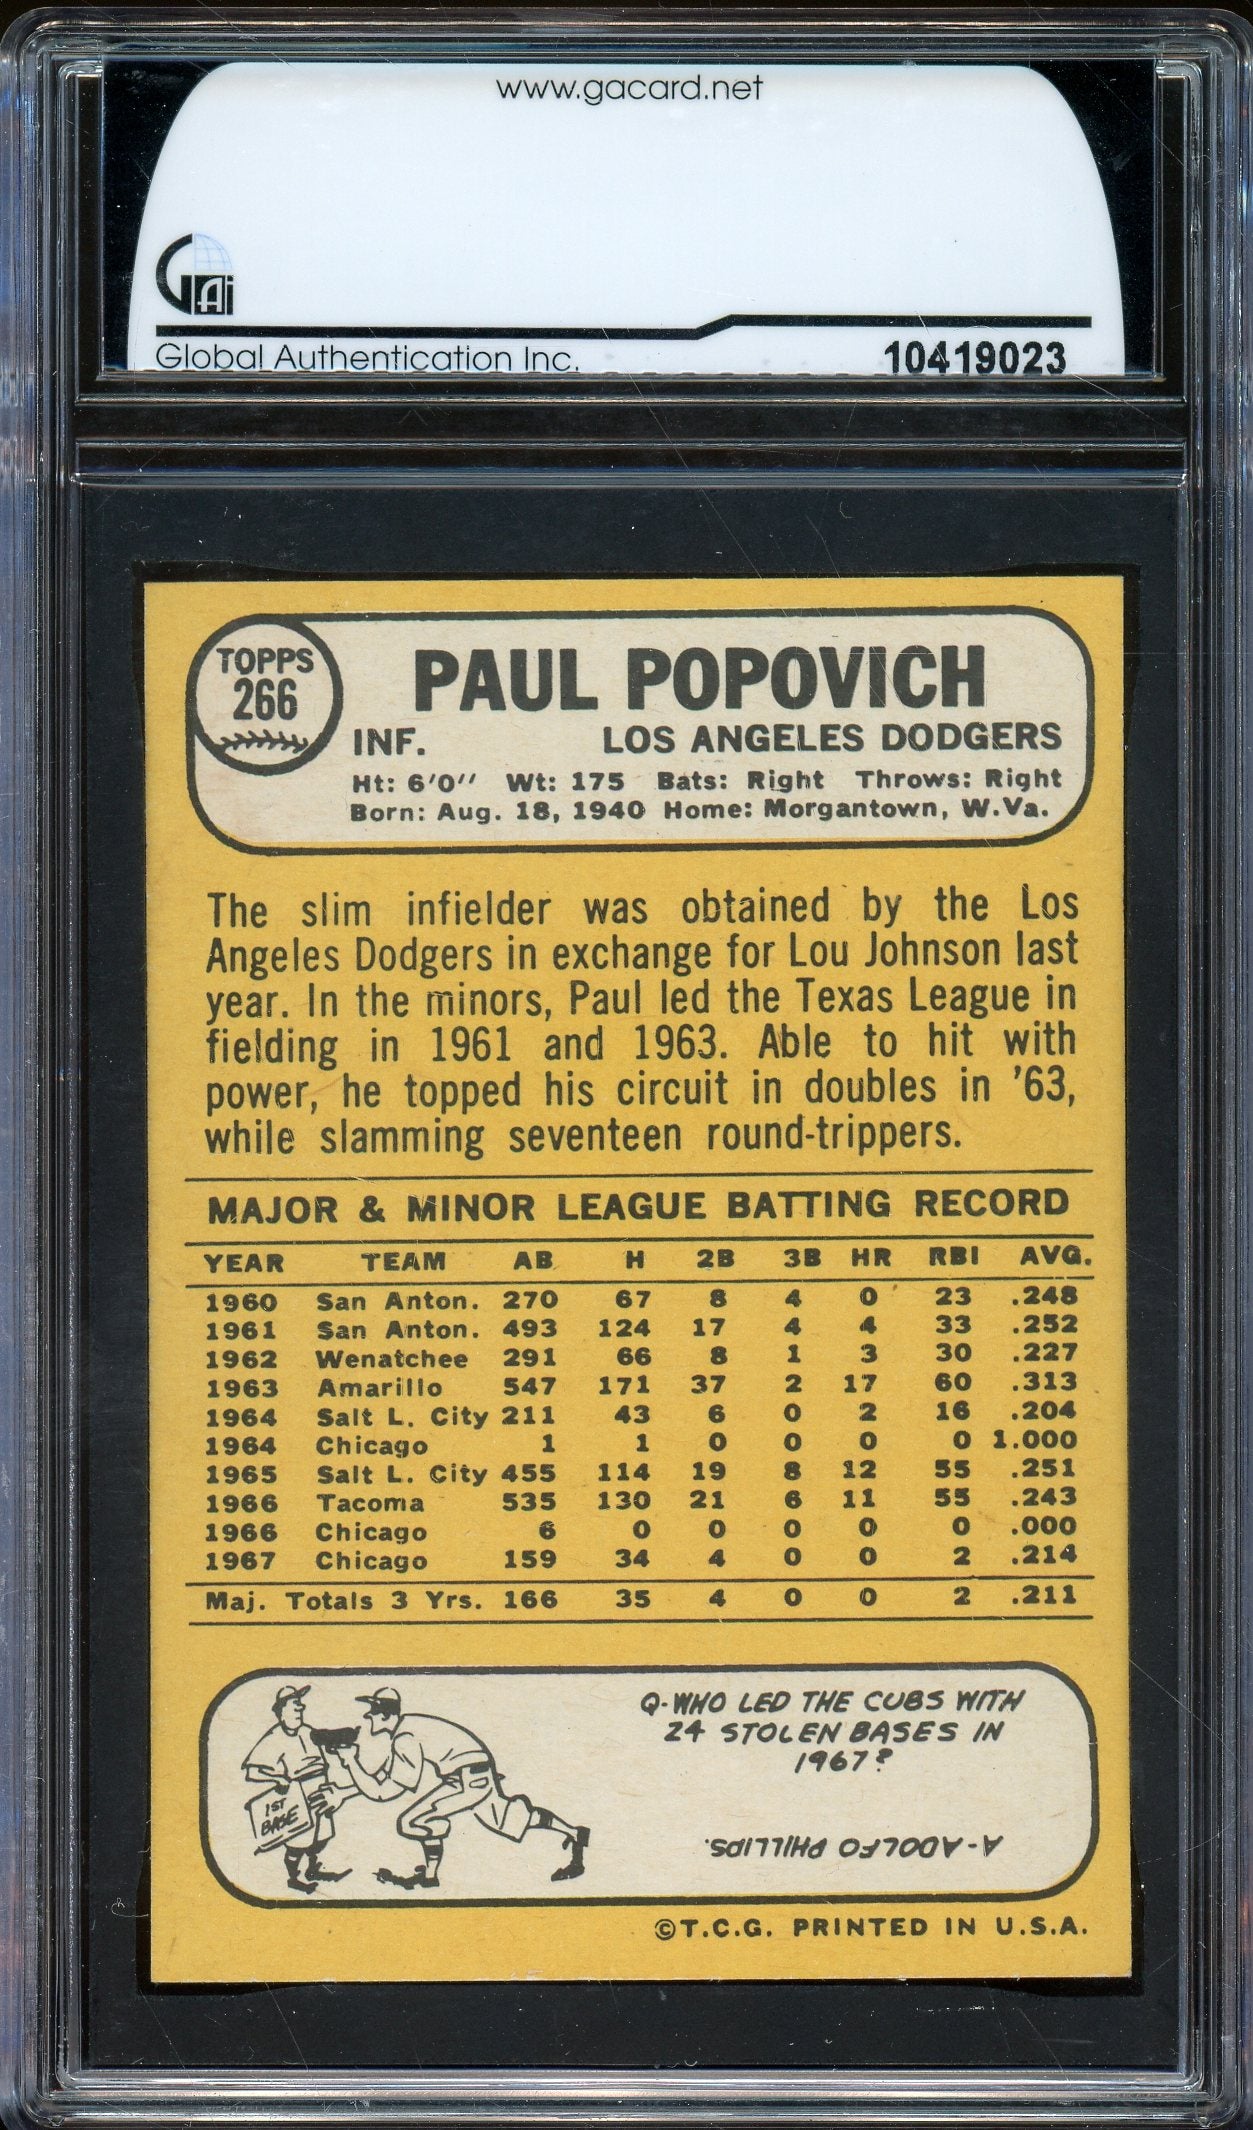 www.gacard.net
GAi
Global Authentication Inc.
10419023
TOPPS
266
PAUL POPOVICH
INF. LOS ANGELES DODGERS
Ht: 6'0" Wt: 175 Bats: Right Throws: Right
Born: Aug. 18, 1940 Home: Morgantown, W.Va.
The slim infielder was obtained by the Los
Angeles Dodgers in exchange for Lou Johnson last
year. In the minors, Paul led the Texas League in
fielding in 1961 and 1963. Able to hit with
power, he topped his circuit in doubles in '63,
while slamming seventeen round-trippers.
MAJOR & MINOR LEAGUE BATTING RECORD
YEAR TEAM AB H 2B 3B HR RBI AVG.
1960 San Anton. 270 67 8 4 0 23 .248
1961 San Anton. 493 124 17 4 4 33 .252
1962 Wenatchee 291 66 8 1 3 30 .227
1963 Amarillo 547 171 37 2 17 60 .313
1964 Salt L. City 211 43 6 0 2 16 .204
1964 Chicago 1 1 0 0 0 0 1.000
1965 Salt L. City 455 114 19 8 12 55 .251
1966 Tacoma 535 130 21 6 11 55 .243
1966 Chicago 6 0 0 0 0 0 .000
1967 Chicago 159 34 4 0 0 2 .214
Maj. Totals 3 Yrs. 166 35 4 0 0 2 .211
Q-WHO LED THE CUBS WITH
24 STOLEN BASES IN
1967?
1ST
BASE
A-ADOLFO PHILLIPS.
©T.C.G. PRINTED IN U.S.A.